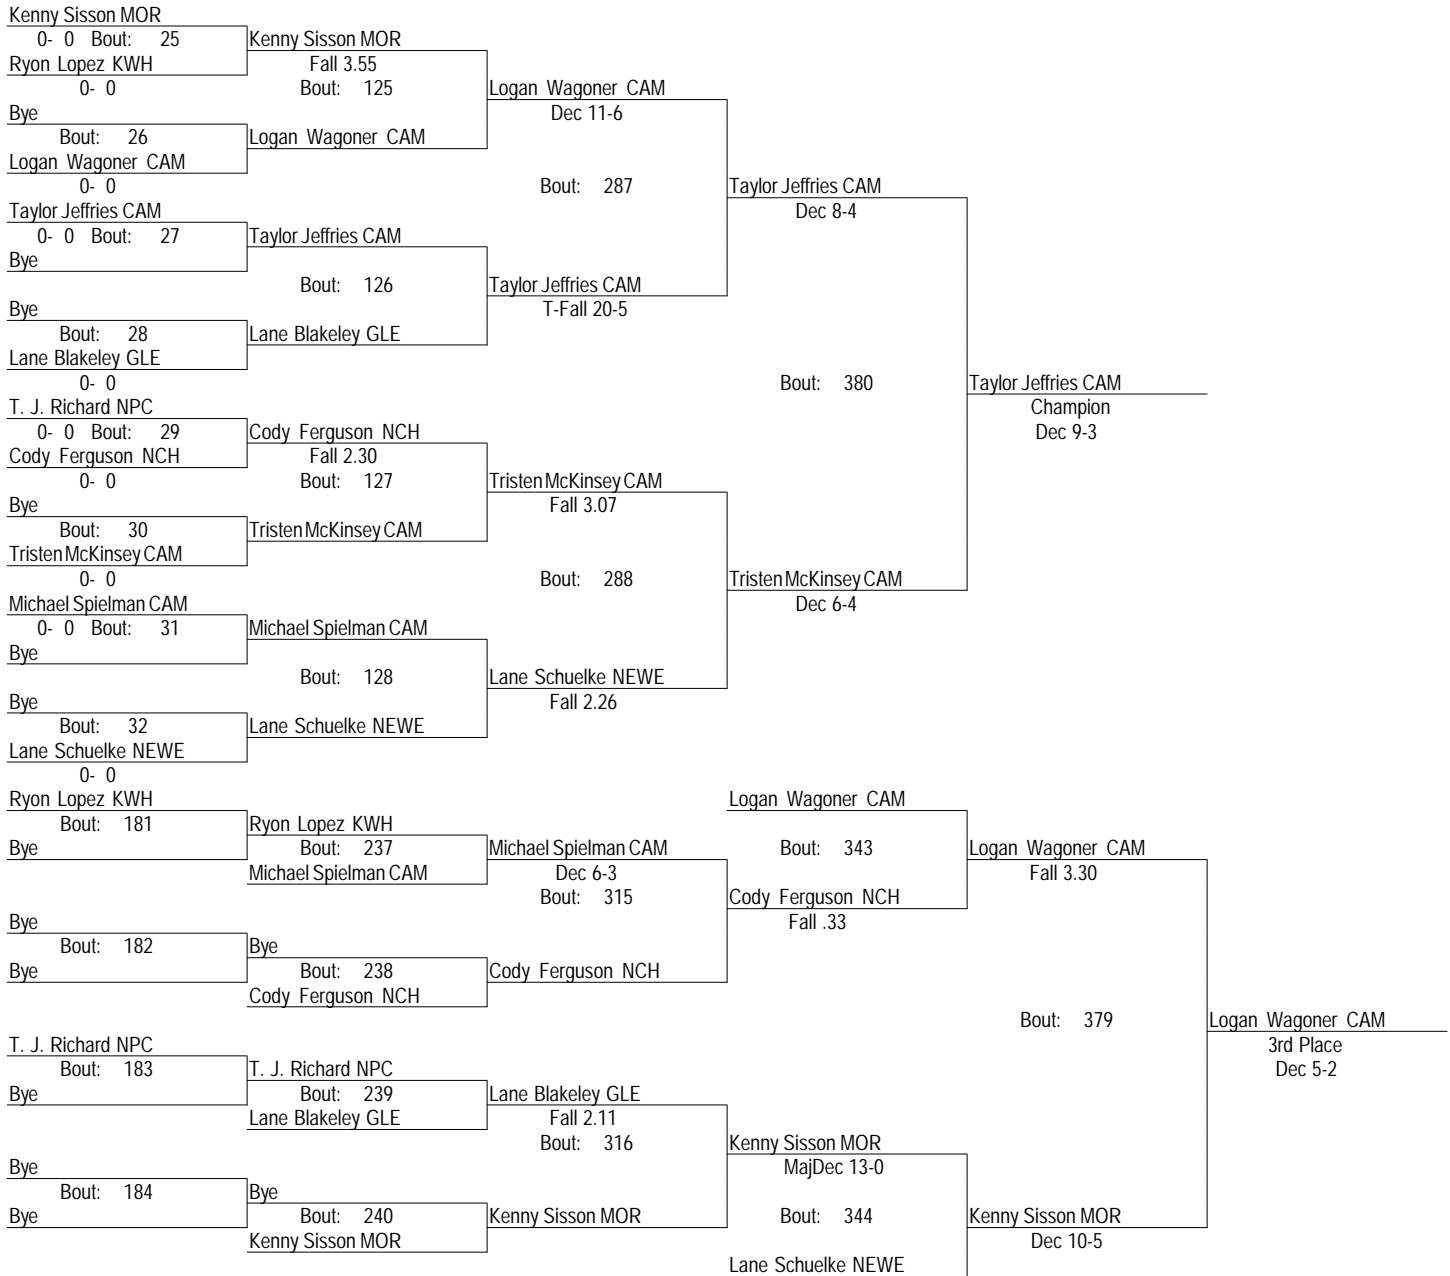 Kenny Sisson MOR
0- 0 Bout: 25 Kenny Sisson MOR
Ryon Lopez KWH Fall 3.55
0- 0 Bout: 125 Logan Wagoner CAM
Bye Dec 11-6
Bout: 26 Logan Wagoner CAM
Logan Wagoner CAM
0- 0 Bout: 287 Taylor Jeffries CAM
Taylor Jeffries CAM Dec 8-4
0- 0 Bout: 27 Taylor Jeffries CAM
Bye
Bout: 126 Taylor Jeffries CAM
Bye T-Fall 20-5
Bout: 28 Lane Blakeley GLE
Lane Blakeley GLE
0- 0 Bout: 380 Taylor Jeffries CAM
T. J. Richard NPC Champion
0- 0 Bout: 29 Cody Ferguson NCH Dec 9-3
Cody Ferguson NCH Fall 2.30
0- 0 Bout: 127 Tristen McKinsey CAM
Bye Fall 3.07
Bout: 30 Tristen McKinsey CAM
Tristen McKinsey CAM
0- 0 Bout: 288 Tristen McKinsey CAM
Michael Spielman CAM Dec 6-4
0- 0 Bout: 31 Michael Spielman CAM
Bye
Bout: 128 Lane Schuelke NEWE
Bye Fall 2.26
Bout: 32 Lane Schuelke NEWE
Lane Schuelke NEWE
0- 0
Ryon Lopez KWH Logan Wagoner CAM
Bout: 181 Ryon Lopez KWH
Bye Bout: 237 Michael Spielman CAM Bout: 343 Logan Wagoner CAM
Michael Spielman CAM Dec 6-3 Fall 3.30
Bout: 315 Cody Ferguson NCH
Bye Fall .33
Bout: 182 Bye
Bye Bout: 238 Cody Ferguson NCH
Cody Ferguson NCH
Bout: 379 Logan Wagoner CAM
T. J. Richard NPC 3rd Place
Bout: 183 T. J. Richard NPC Dec 5-2
Bye Bout: 239 Lane Blakeley GLE
Lane Blakeley GLE Fall 2.11
Bout: 316 Kenny Sisson MOR
Bye MajDec 13-0
Bout: 184 Bye
Bye Bout: 240 Kenny Sisson MOR Bout: 344 Kenny Sisson MOR
Kenny Sisson MOR Dec 10-5
Lane Schuelke NEWE